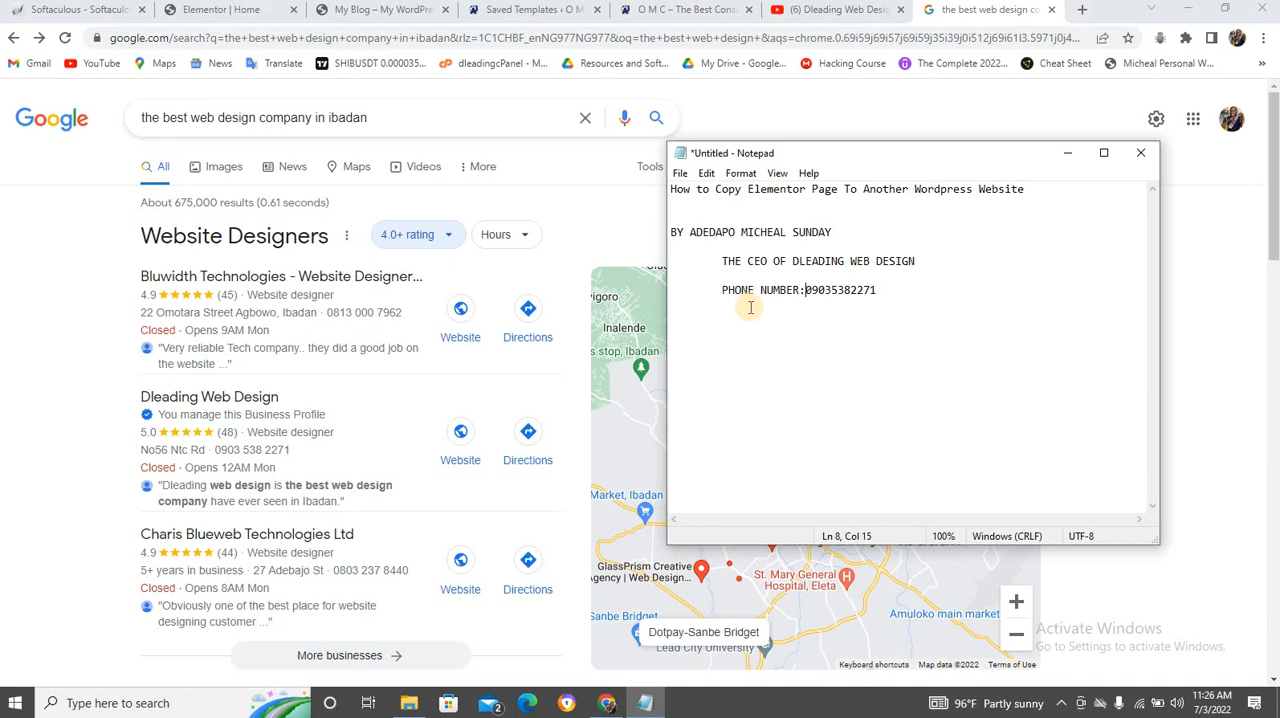 Softaculous - Softaculou
Elementor | Home
My Blog – My WordPre
Saved Templates ‹ O M
O M C – The Best Cons
(6) Dleading Web Desi
the best web design co
google.com/search?q=the+best+web+design+company+in+ibadan&rlz=1C1CHBF_enNG977NG977&oq=the+best+web+design+&aqs=chrome.0.69i59j69i57j69i59j35i39j0i512j69i61l3.5971j0j4...
Gmail
YouTube
Maps
News
Translate
SHIBUSDT 0.000035...
dleadingcPanel - M...
Resources and Soft...
My Drive - Google...
Hacking Course
The Complete 2022...
Cheat Sheet
Micheal Personal W...
»
Google
the best web design company in ibadan
All
Images
News
Maps
Videos
More
Tools
About 675,000 results (0.61 seconds)
Website Designers
4.0+ rating
Hours
Bluwidth Technologies - Website Designer...
4.9 (45) · Website designer
22 Omotara Street Agbowo, Ibadan · 0813 000 7962
Closed · Opens 9AM Mon
"Very reliable Tech company.. they did a good job on
the website ..."
Website
Directions
Dleading Web Design
You manage this Business Profile
5.0 (48) · Website designer
No56 Ntc Rd · 0903 538 2271
Closed · Opens 12AM Mon
"Dleading web design is the best web design
company have ever seen in Ibadan."
Website
Directions
Charis Blueweb Technologies Ltd
4.9 (44) · Website designer
5+ years in business · 27 Adebajo St · 0803 237 8440
Closed · Opens 8AM Mon
"Obviously one of the best place for website
designing customer ..."
Website
Directions
More businesses
*Untitled - Notepad
File
Edit
Format
View
Help
How to Copy Elementor Page To Another Wordpress Website
BY ADEDAPO MICHEAL SUNDAY
THE CEO OF DLEADING WEB DESIGN
PHONE NUMBER:09035382271
Ln 8, Col 15
100%
Windows (CRLF)
UTF-8
Inalende
Market, Ibadan
GlassPrism Creative
Agency | Web Design...
St. Mary General
Hospital, Eleta
Amuloko main market
Sanbe Bridget
Dotpay-Sanbe Bridget
Lead City University
Keyboard shortcuts
Map data ©2022
Terms of Use
Activate Windows
Go to Settings to activate Windows.
Type here to search
2
96°F Partly sunny
11:26 AM
7/3/2022